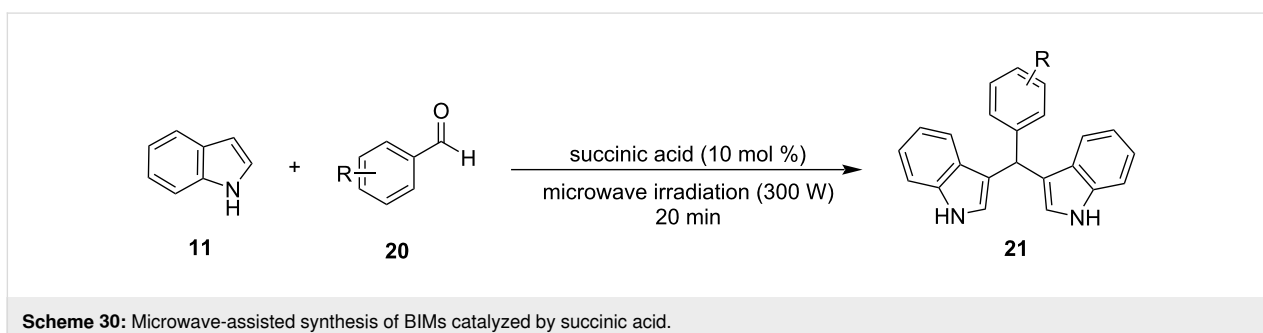 R
O
H
succinic acid (10 mol %)
+
R
microwave irradiation (300 W)
N
H
20 min
HN
NH
11
20
21
Scheme 30: Microwave-assisted synthesis of BIMs catalyzed by succinic acid.